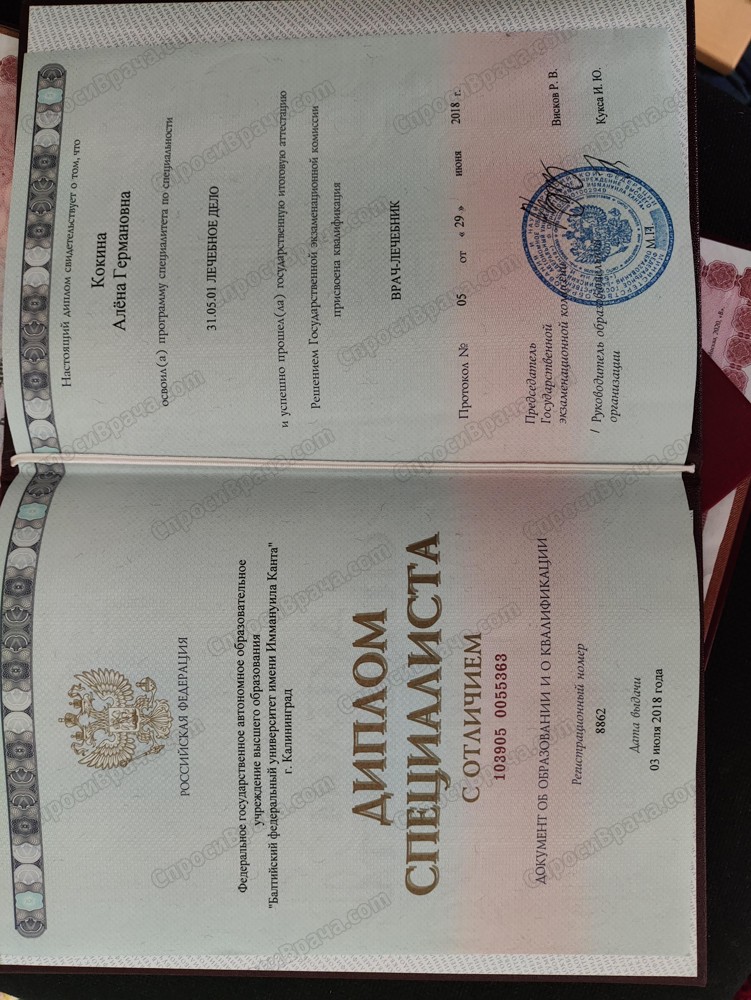 РОССИЙСКАЯ ФЕДЕРАЦИЯ
Федеральное государственное автономное образовательное
учреждение высшего образования
"Балтийский федеральный университет имени Иммануила Канта"
г. Калининград
ДИПЛОМ
СПЕЦИАЛИСТА
С ОТЛИЧИЕМ
103905 0055363
ДОКУМЕНТ ОБ ОБРАЗОВАНИИ И О КВАЛИФИКАЦИИ
Регистрационный номер
8862
Дата выдачи
03 июля 2018 года
Настоящий диплом свидетельствует о том, что
Кокина
Алёна Германовна
освоил(а) программу специалитета по специальности
31.05.01 ЛЕЧЕБНОЕ ДЕЛО
и успешно прошел(ла) государственную итоговую аттестацию
Решением Государственной экзаменационной комиссии
присвоена квалификация
ВРАЧ-ЛЕЧЕБНИК
Протокол № 05 от « 29 » июня 2018 г.
Председатель
Государственной
экзаменационной комиссии
Висков Р. В.
/ Руководитель образовательной
организации
Кукса И. Ю.
М.П.
СпросиВрача.com